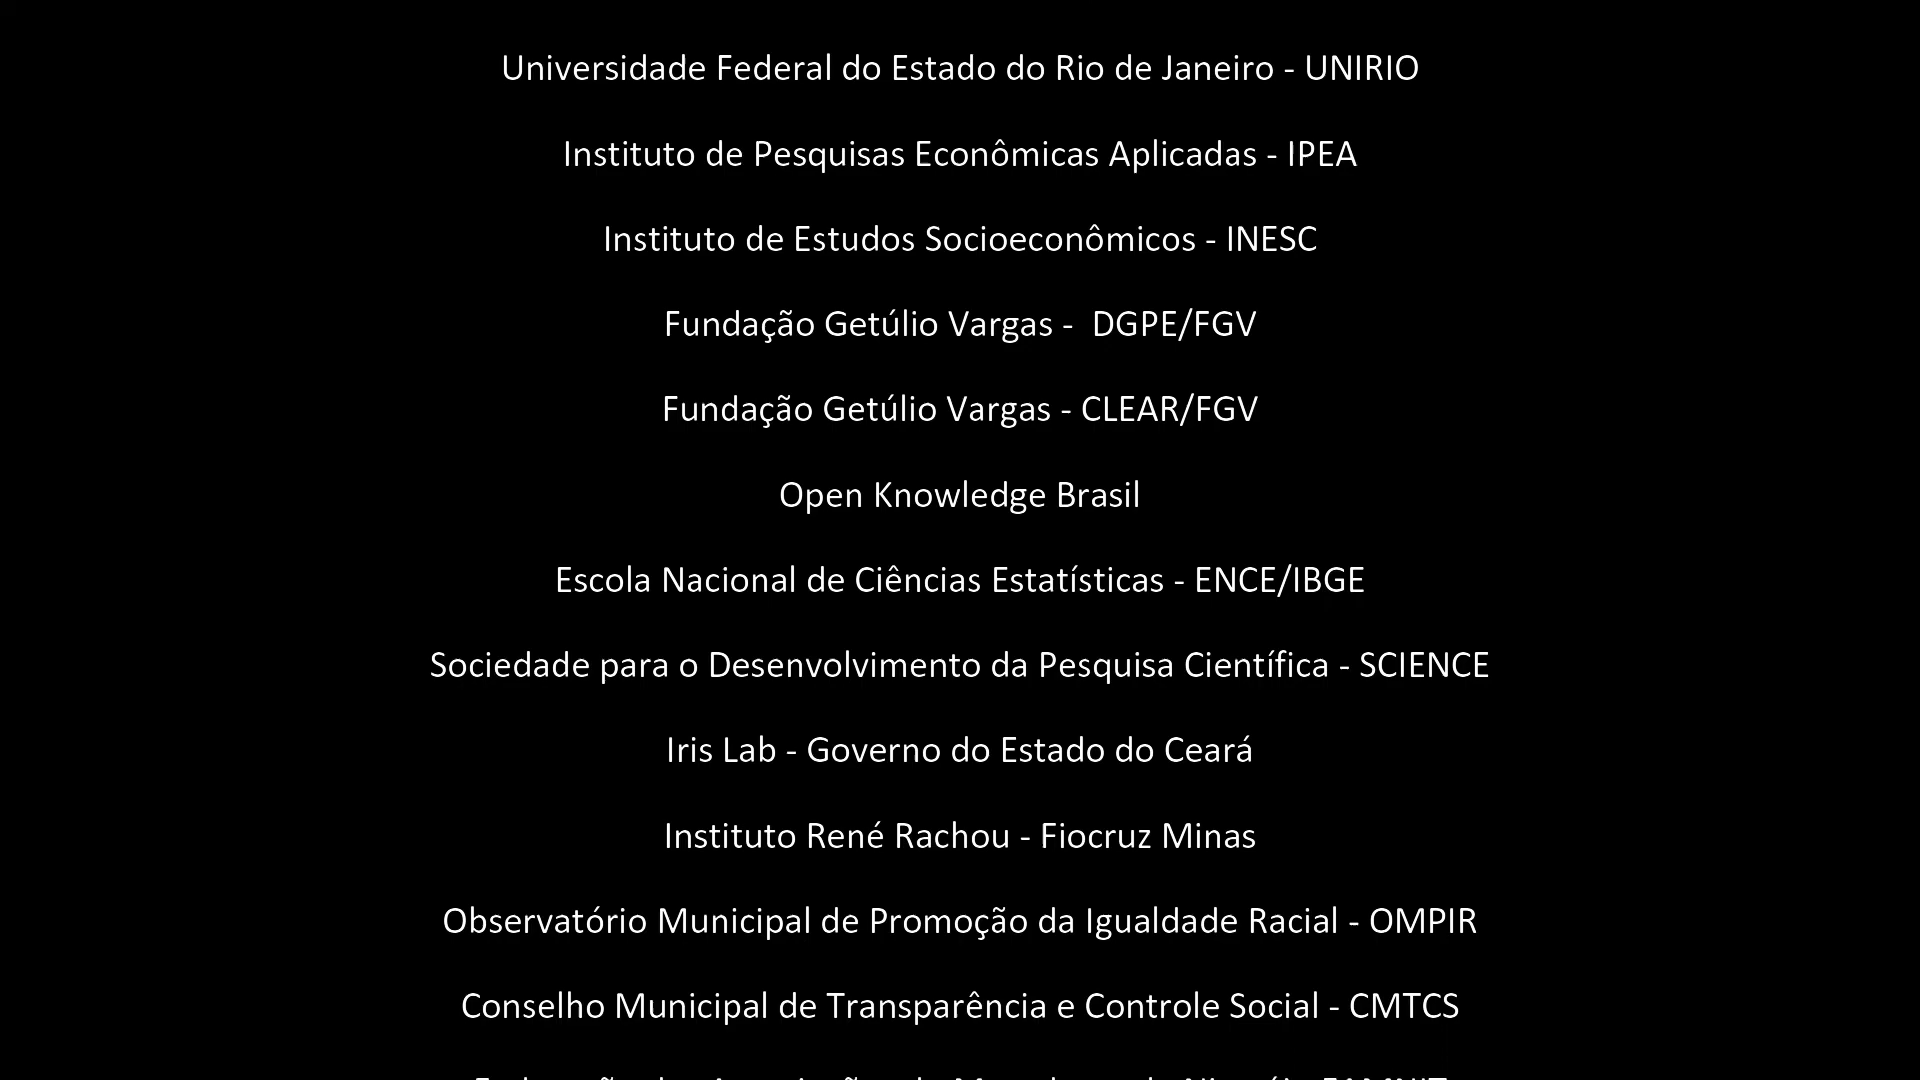 Universidade Federal do Estado do Rio de Janeiro - UNIRIO
Instituto de Pesquisas Econômicas Aplicadas - IPEA
Instituto de Estudos Socioeconômicos - INESC
Fundação Getúlio Vargas -  DGPE/FGV
Fundação Getúlio Vargas - CLEAR/FGV
Open Knowledge Brasil
Escola Nacional de Ciências Estatísticas - ENCE/IBGE
Sociedade para o Desenvolvimento da Pesquisa Científica - SCIENCE
Iris Lab - Governo do Estado do Ceará
Instituto René Rachou - Fiocruz Minas
Observatório Municipal de Promoção da Igualdade Racial - OMPIR
Conselho Municipal de Transparência e Controle Social - CMTCS